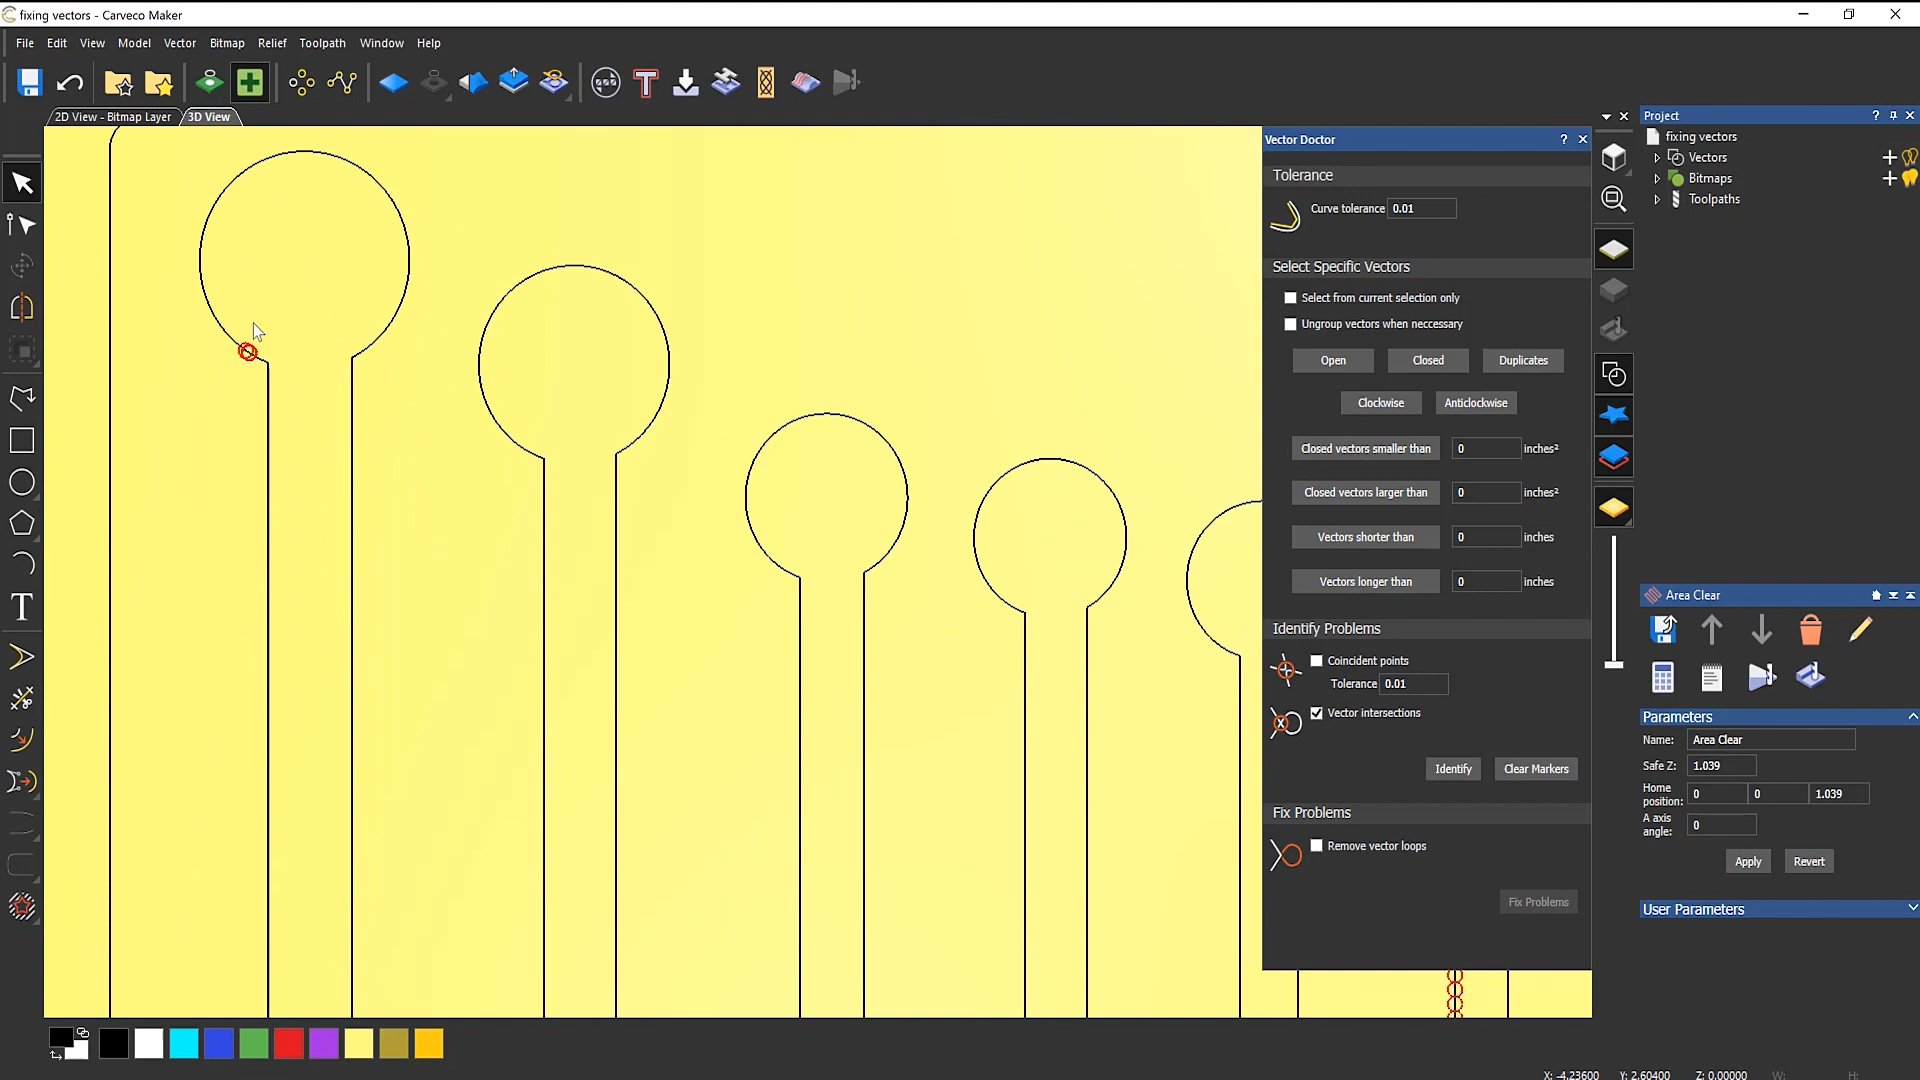 fixing vectors - Carveco Maker
File Edit View Model Vector Bitmap Relief Toolpath Window Help
2D View - Bitmap Layer 3D View
Vector Doctor
Tolerance
Curve tolerance 0.01
Select Specific Vectors
Select from current selection only
Ungroup vectors when neccessary
Open Closed Duplicates
Clockwise Anticlockwise
Closed vectors smaller than 0 inches²
Closed vectors larger than 0 inches²
Vectors shorter than 0 inches
Vectors longer than 0 inches
Identify Problems
Coincident points
Tolerance 0.01
Vector intersections
Identify Clear Markers
Fix Problems
Remove vector loops
Fix Problems
Project
fixing vectors
Vectors
Bitmaps
Toolpaths
Area Clear
Parameters
Name: Area Clear
Safe Z: 1.039
Home position: 0 0 1.039
A axis angle: 0
Apply Revert
User Parameters
X: -4.23600 Y: 2.60400 Z: 0.00000 W: H: